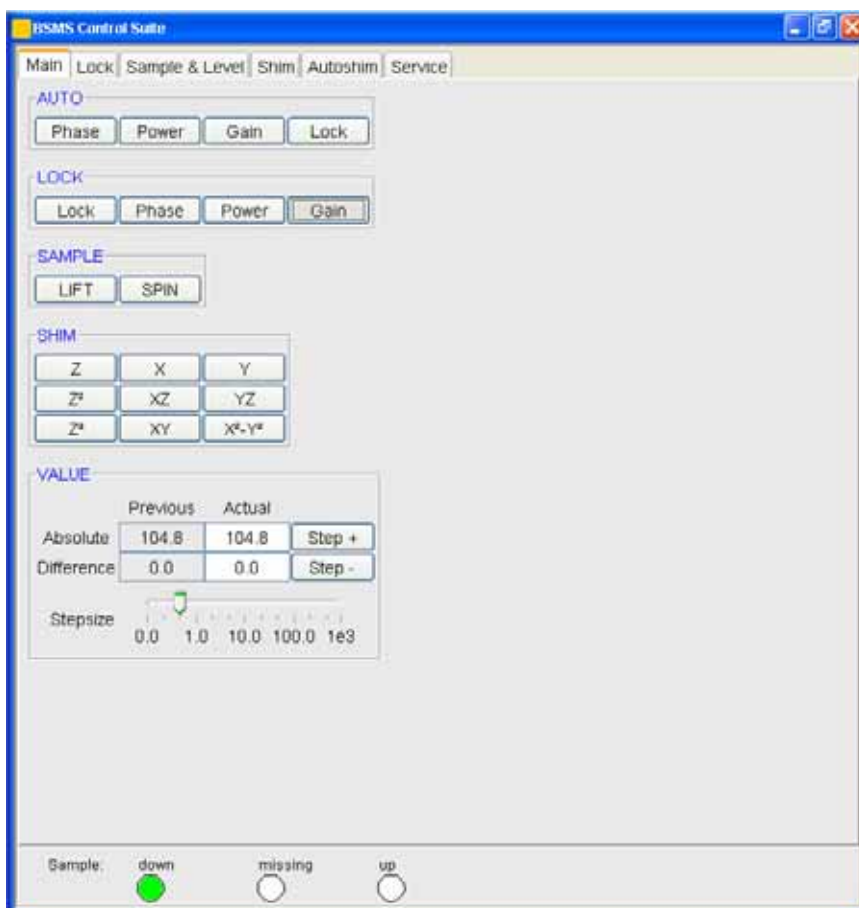 BSMS Control Suite
Main Lock Sample & Level Shim Autoshim Service
AUTO
Phase Power Gain Lock
LOCK
Lock Phase Power Gain
SAMPLE
LIFT SPIN
SHIM
Z X Y
Z² XZ YZ
Z³ XY X²-Y²
VALUE
Previous Actual
Absolute 104.8 104.8 Step +
Difference 0.0 0.0 Step -
Stepsize
0.0 1.0 10.0 100.0 1e3
Sample: down missing up